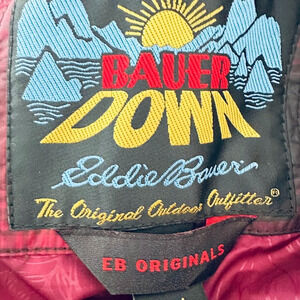 BAUER
DOWN
Eddie Bauer
The Original Outdoor Outfitter®
EB ORIGINALS